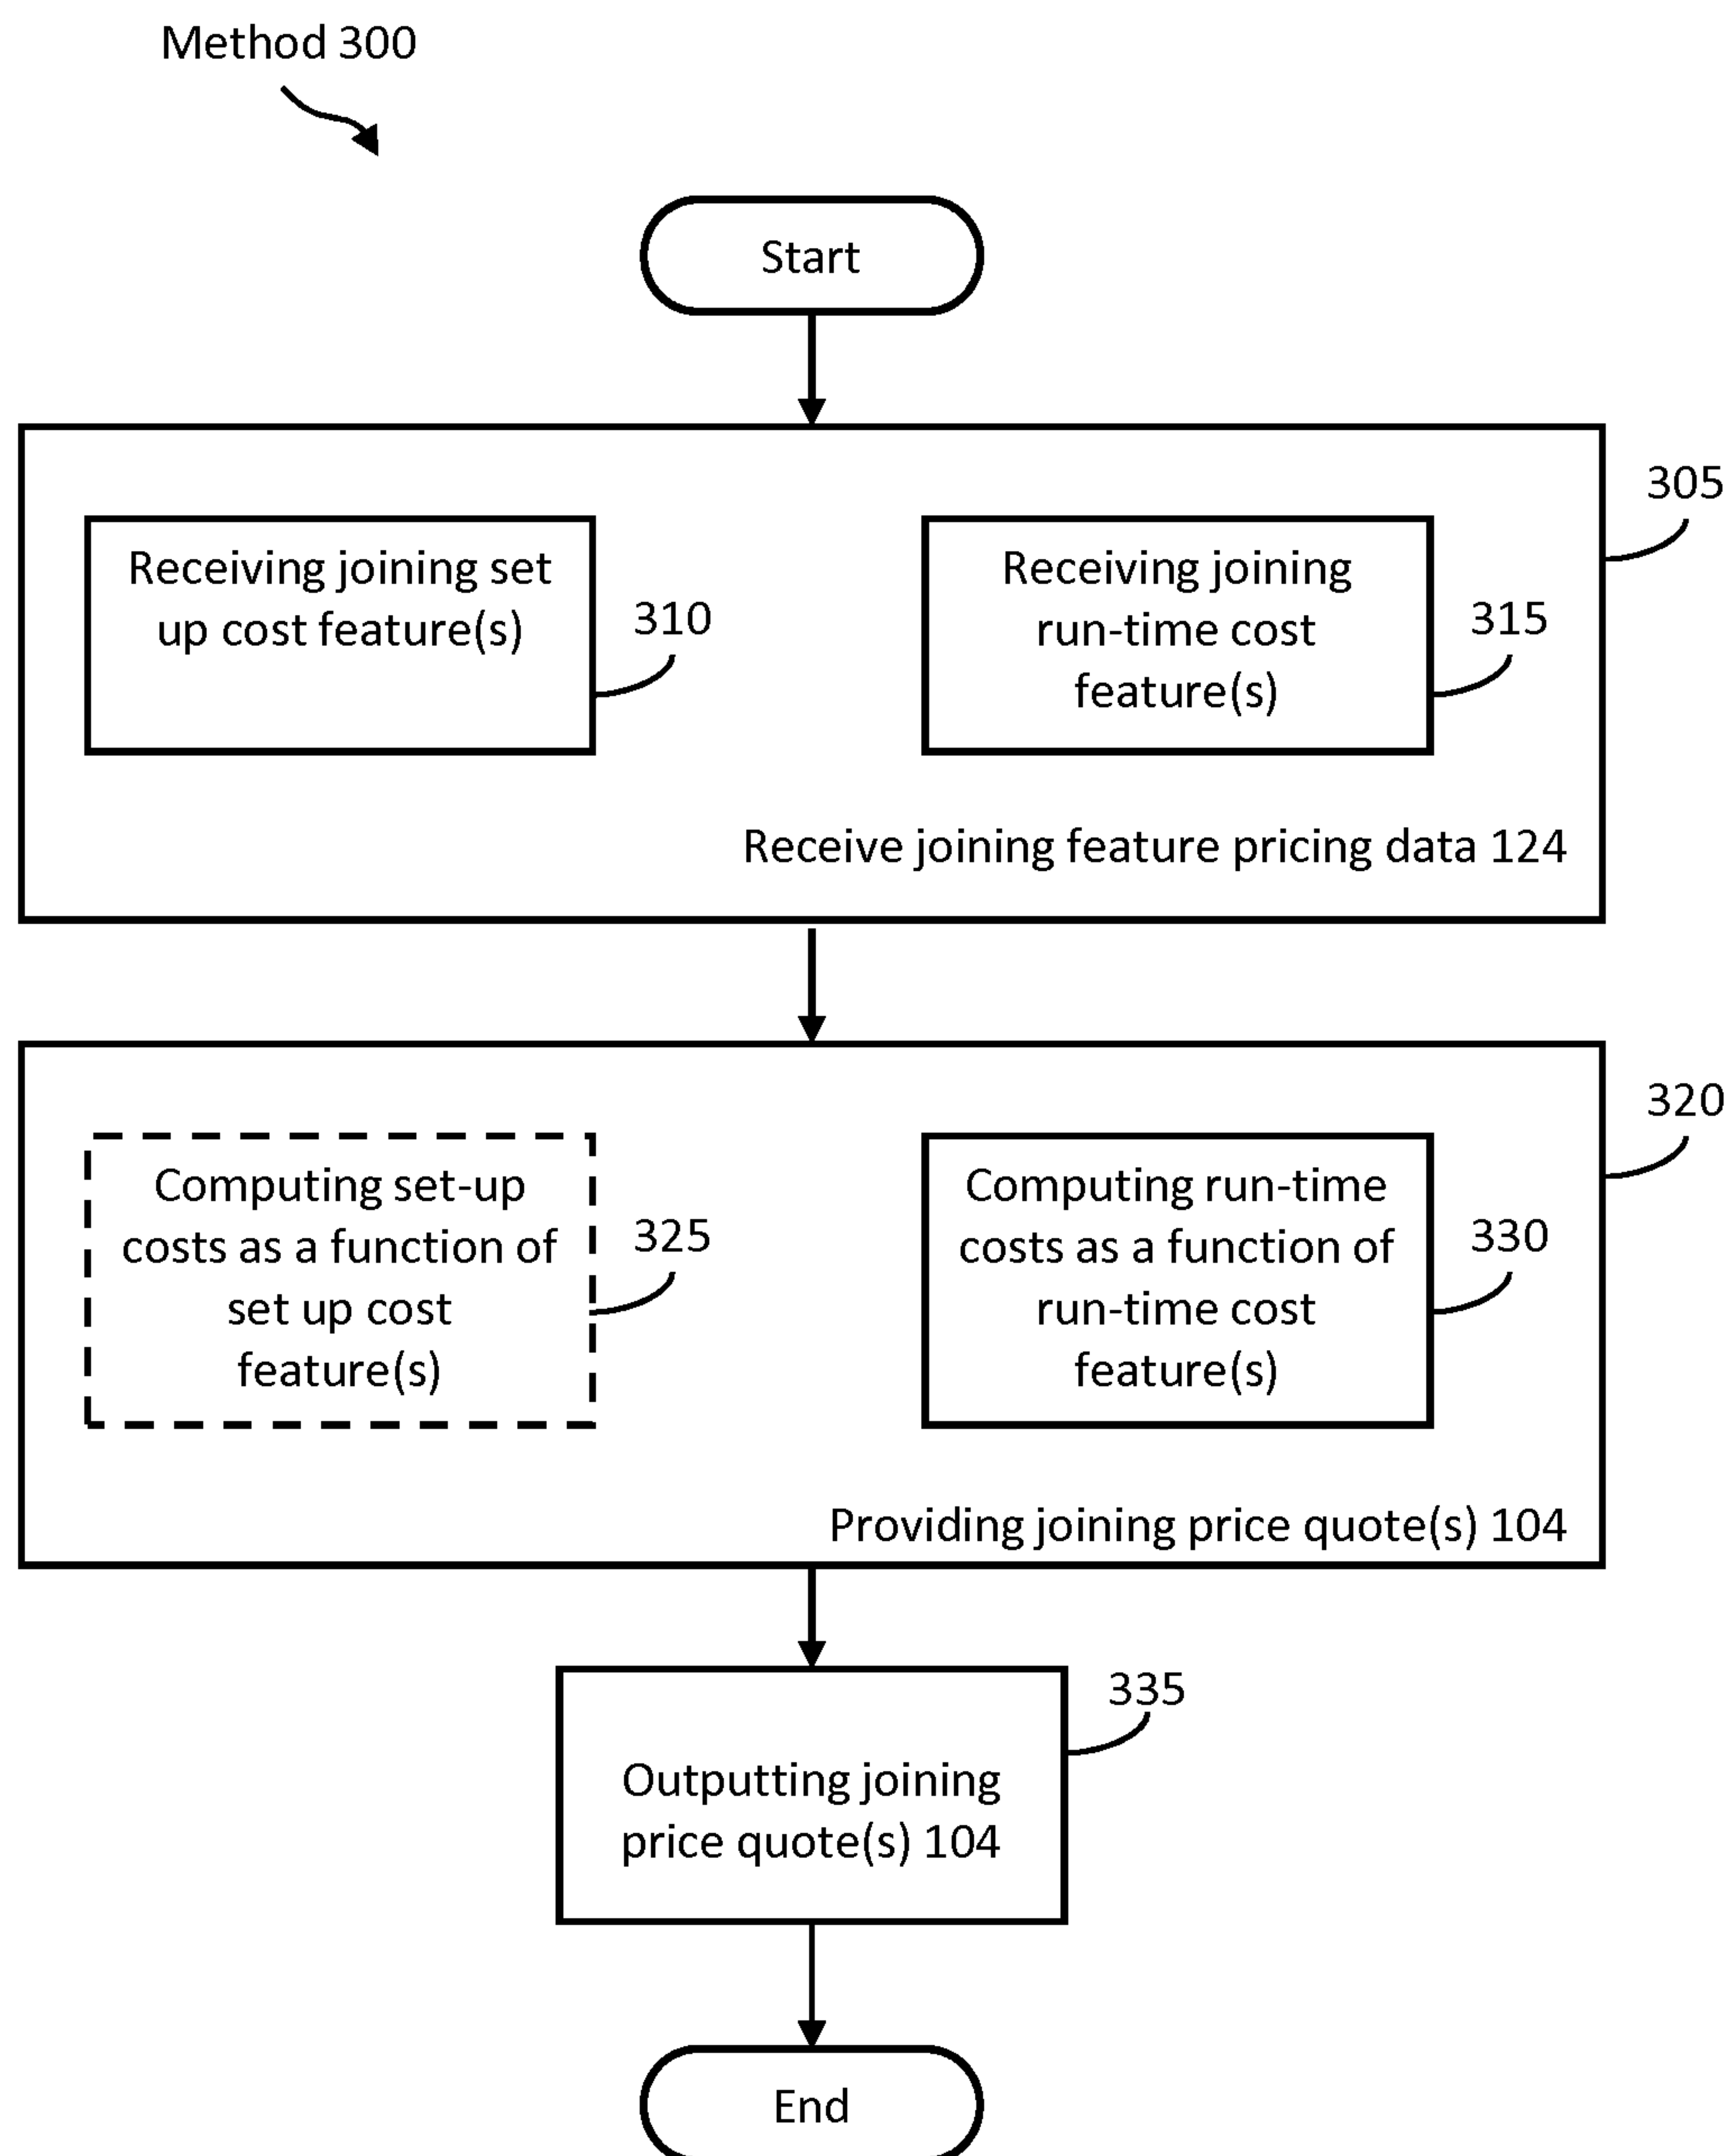 Method 300
Start
305
Receiving joining set
up cost feature(s)
310
Receiving joining
run-time cost
feature(s)
315
Receive joining feature pricing data 124
320
Computing set-up
costs as a function of
set up cost
feature(s)
325
Computing run-time
costs as a function of
run-time cost
feature(s)
330
Providing joining price quote(s) 104
335
Outputting joining
price quote(s) 104
End